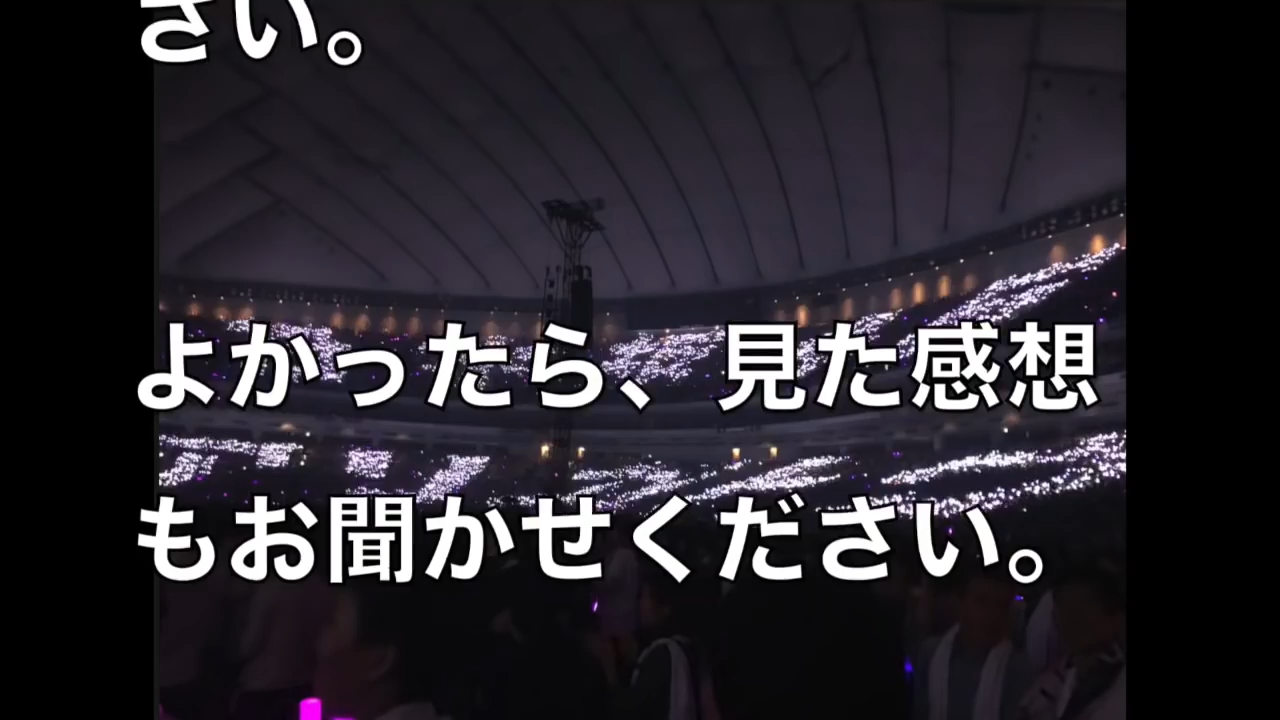 さい。
よかったら、見た感想
もお聞かせください。